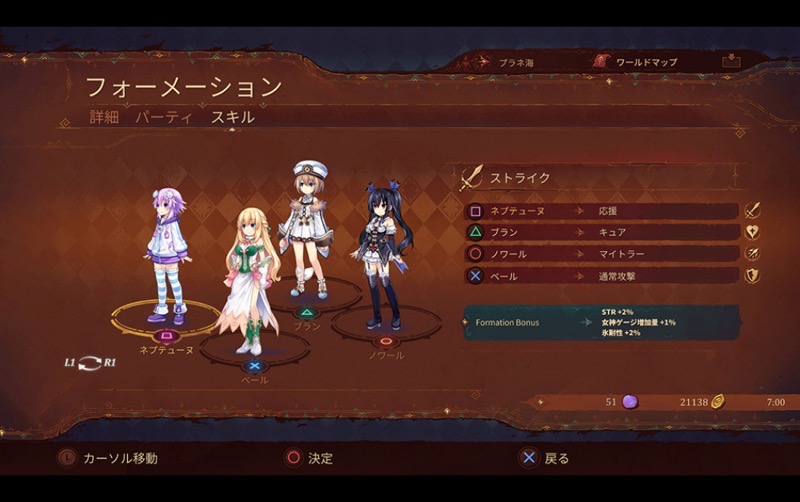 プラネ海
ワールドマップ
フォーメーション
詳細 パーティ スキル
ストライク
ネプテューヌ 応援
ブラン キュア
ノワール マイトラー
ベール 通常攻撃
Formation Bonus
STR +2%
女神ゲージ増加量 +1%
氷耐性 +2%
ブラン
ネプテューヌ
ノワール
ベール
L1 R1
51 21138 7:00
L カーソル移動
決定
戻る